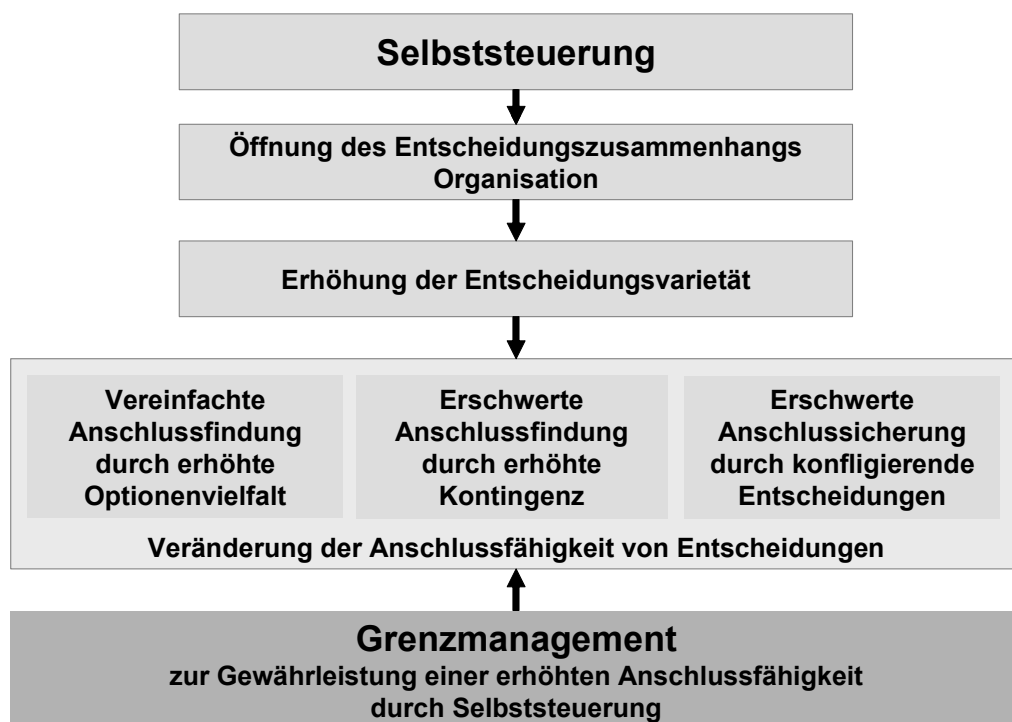 Selbststeuerung
Öffnung des Entscheidungszusammenhangs
Organisation
Erhöhung der Entscheidungsvarietät
Vereinfachte
Anschlussfindung
durch erhöhte
Optionenvielfalt
Erschwerte
Anschlussfindung
durch erhöhte
Kontingenz
Erschwerte
Anschlussicherung
durch konfligierende
Entscheidungen
Veränderung der Anschlussfähigkeit von Entscheidungen
Grenzmanagement
zur Gewährleistung einer erhöhten Anschlussfähigkeit
durch Selbststeuerung